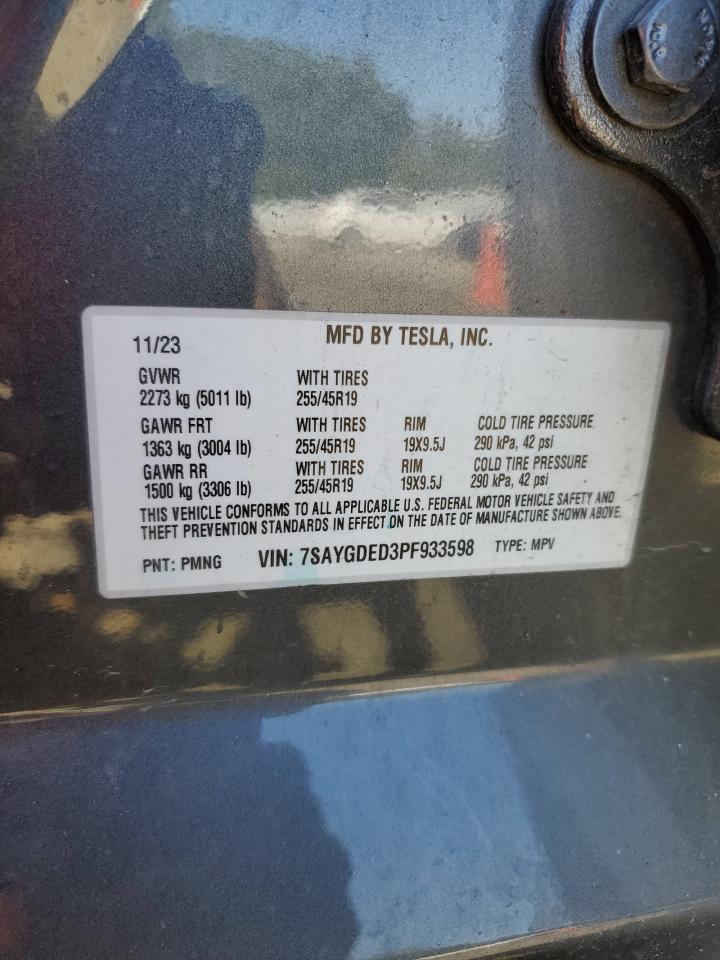 11/23 MFD BY TESLA, INC.
GVWR WITH TIRES
2273 kg (5011 lb) 255/45R19
GAWR FRT WITH TIRES RIM COLD TIRE PRESSURE
1363 kg (3004 lb) 255/45R19 19X9.5J 290 kPa, 42 psi
GAWR RR WITH TIRES RIM COLD TIRE PRESSURE
1500 kg (3306 lb) 255/45R19 19X9.5J 290 kPa, 42 psi
THIS VEHICLE CONFORMS TO ALL APPLICABLE U.S. FEDERAL MOTOR VEHICLE SAFETY AND
THEFT PREVENTION STANDARDS IN EFFECT ON THE DATE OF MANUFACTURE SHOWN ABOVE.
PNT: PMNG VIN: 7SAYGDED3PF933598 TYPE: MPV